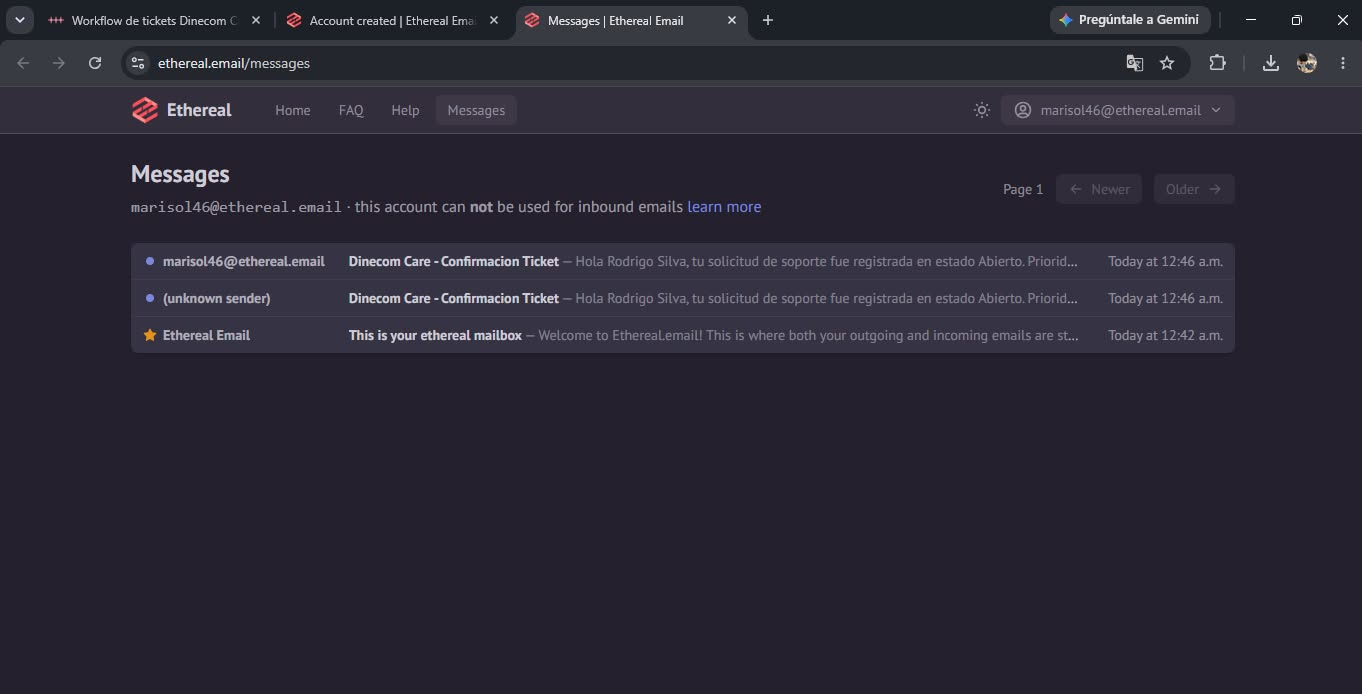 Workflow de tickets Dinecom C
Account created | Ethereal Emai
Messages | Ethereal Email
Pregúntale a Gemini
ethereal.email/messages
Ethereal
Home
FAQ
Help
Messages
marisol46@ethereal.email
Messages
Page 1
← Newer
Older →
marisol46@ethereal.email · this account can not be used for inbound emails learn more
marisol46@ethereal.email Dinecom Care - Confirmacion Ticket — Hola Rodrigo Silva, tu solicitud de soporte fue registrada en estado Abierto. Priorid... Today at 12:46 a.m.
(unknown sender) Dinecom Care - Confirmacion Ticket — Hola Rodrigo Silva, tu solicitud de soporte fue registrada en estado Abierto. Priorid... Today at 12:46 a.m.
Ethereal Email This is your ethereal mailbox — Welcome to Ethereal.email! This is where both your outgoing and incoming emails are st... Today at 12:42 a.m.